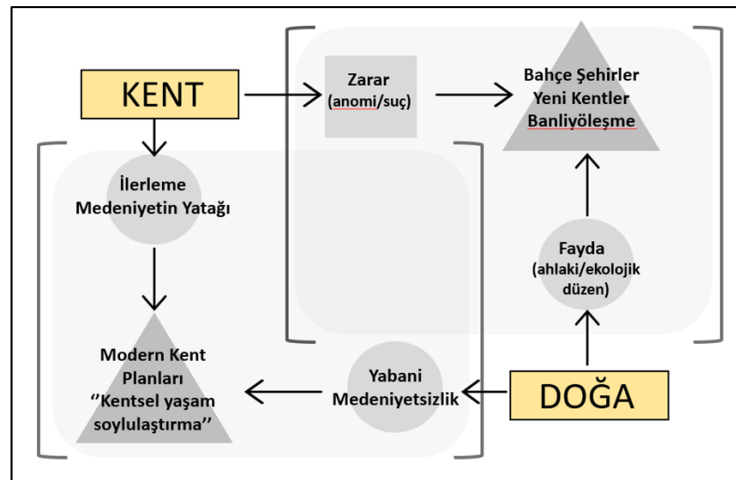 KENT
Zarar
(anomi/suç)
Bahçe Şehirler
Yeni Kentler
Banliyöleşme
İlerleme
Medeniyetin Yatağı
Fayda
(ahlaki/ekolojik
düzen)
Modern Kent
Planları
‘’Kentsel yaşam
soylulaştırma’’
Yabani
Medeniyetsizlik
DOĞA